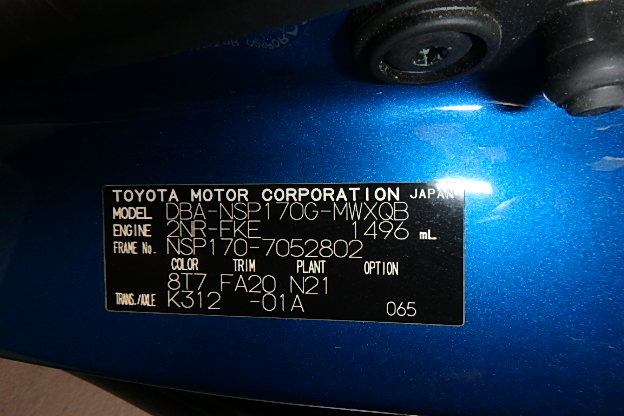 TOYOTA MOTOR CORPORATION JAPAN
MODEL DBA-NSP170G-MWXQB
ENGINE 2NR-FKE 1496 mL
FRAME No. NSP170-7052802
COLOR TRIM PLANT OPTION
8T7 FA20 N21
TRANS./AXLE K312 -01A
065